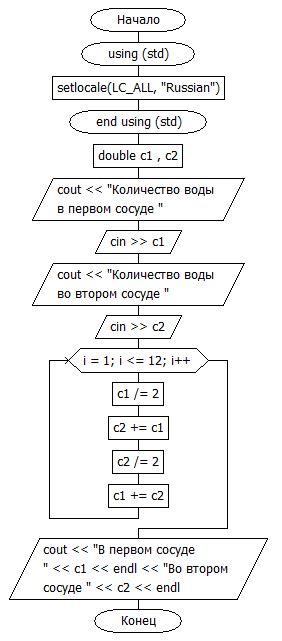 Начало
using (std)
setlocale(LC_ALL, "Russian")
end using (std)
double c1 , c2
cout << "Количество воды
в первом сосуде "
cin >> c1
cout << "Количество воды
во втором сосуде "
cin >> c2
i = 1; i <= 12; i++
c1 /= 2
c2 += c1
c2 /= 2
c1 += c2
cout << "В первом сосуде
" << c1 << endl << "Во втором
сосуде " << c2 << endl
Конец